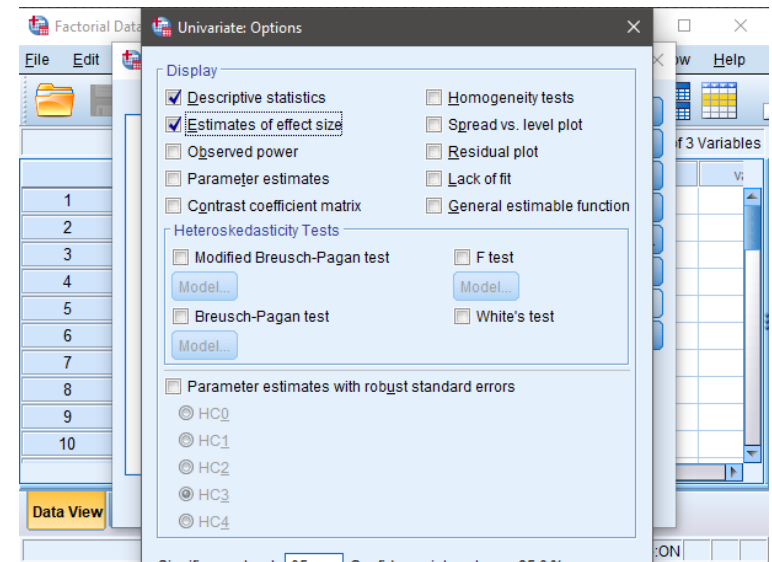 Factorial Data
Univariate: Options
File Edit
ow Help
Display
Descriptive statistics
Homogeneity tests
Estimates of effect size
Spread vs. level plot
of 3 Variables
Observed power
Residual plot
Parameter estimates
Lack of fit
Contrast coefficient matrix
General estimable function
1
2
3
4
5
6
7
8
9
10
Heteroskedasticity Tests
Modified Breusch-Pagan test
F test
Model...
Model...
Breusch-Pagan test
White's test
Model...
Parameter estimates with robust standard errors
HC0
HC1
HC2
HC3
HC4
Data View
:ON